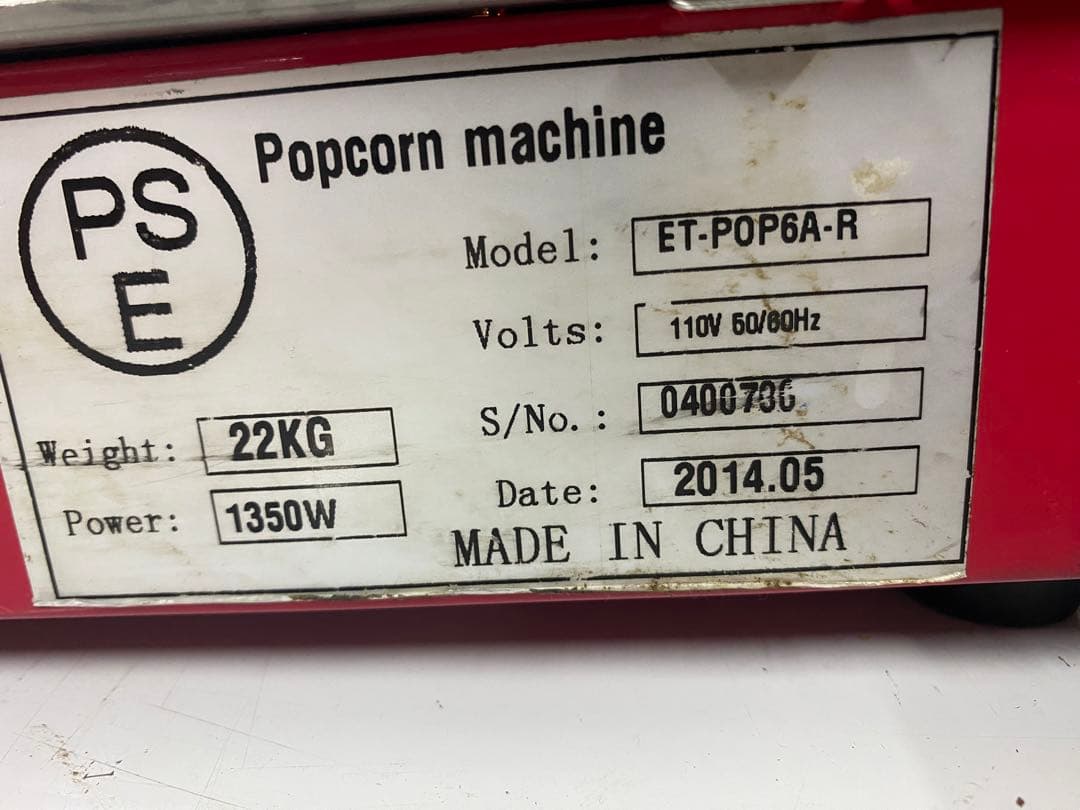 PS
E
Popcorn machine
Model: ET-POP6A-R
Volts: 110V 50/60Hz
S/No.:
Date: 2014.05
Weight: 22KG
Power: 1350W
MADE IN CHINA